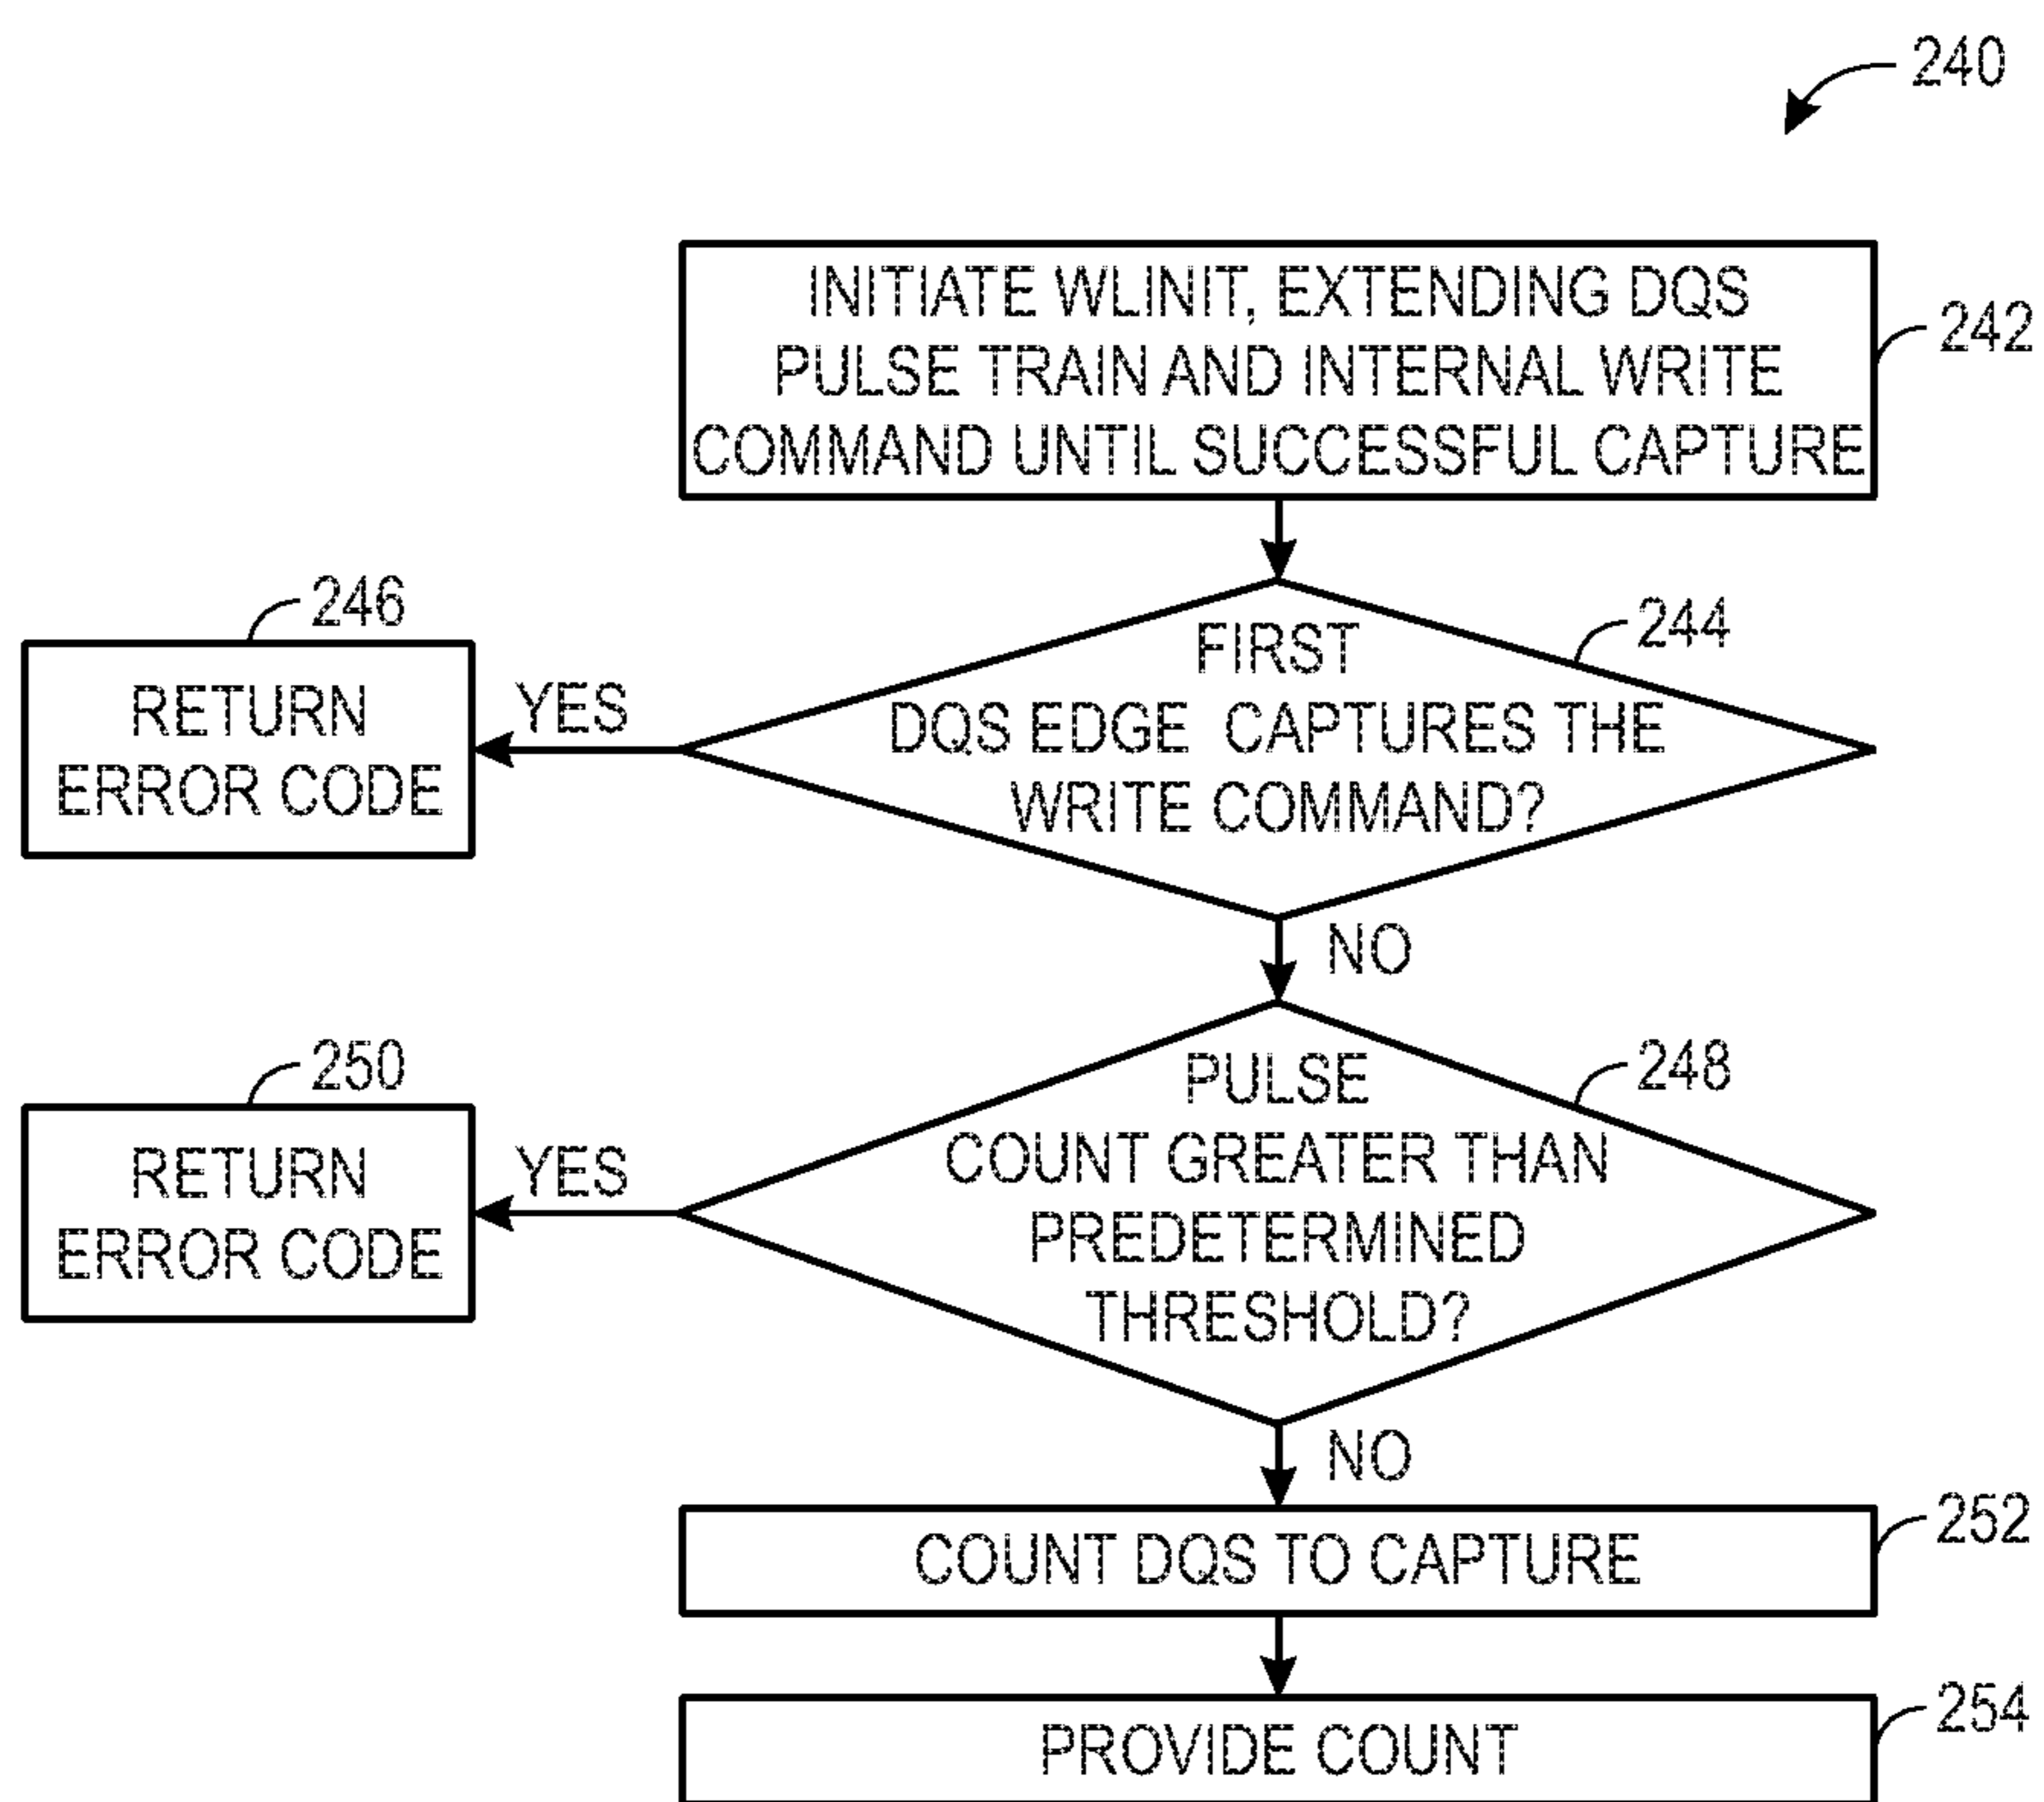 240
INITIATE WLINIT, EXTENDING DQS
PULSE TRAIN AND INTERNAL WRITE
COMMAND UNTIL SUCCESSFUL CAPTURE
242
246
RETURN
ERROR CODE
YES
FIRST
DQS EDGE CAPTURES THE
WRITE COMMAND?
244
NO
250
RETURN
ERROR CODE
YES
PULSE
COUNT GREATER THAN
PREDETERMINED
THRESHOLD?
248
NO
COUNT DQS TO CAPTURE
252
PROVIDE COUNT
254